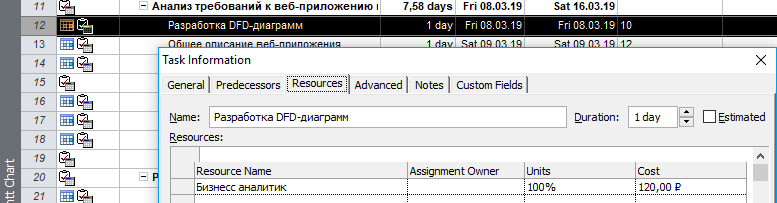 11 Анализ требований к веб-приложению 7,58 days Fri 08.03.19 Sat 16.03.19
12 Разработка DFD-диаграмм 1 day Fri 08.03.19 Fri 08.03.19 10
13 Общее описание веб-приложения 1 day Sat 09.03.19 Sat 09.03.19 12
14
Task Information
15
General Predecessors Resources Advanced Notes Custom Fields
16
17
Name: Разработка DFD-диаграмм Duration: 1 day Estimated
18
Resources:
19
Resource Name Assignment Owner Units Cost
20 Р
Бизнесс аналитик 100% 120,00 ₽
21
ntt Chart